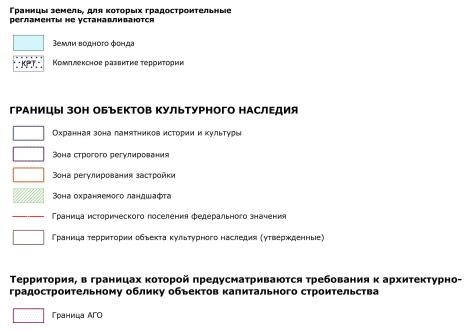 Границы земель, для которых градостроительные
регламенты не устанавливаются
Земли водного фонда
КРТ Комплексное развитие территории
ГРАНИЦЫ ЗОН ОБЪЕКТОВ КУЛЬТУРНОГО НАСЛЕДИЯ
Охранная зона памятников истории и культуры
Зона строгого регулирования
Зона регулирования застройки
Зона охраняемого ландшафта
Граница исторического поселения федерального значения
Граница территории объекта культурного наследия (утвержденные)
Территория, в границах которой предусматриваются требования к архитектурно-
градостроительному облику объектов капитального строительства
Граница АГО